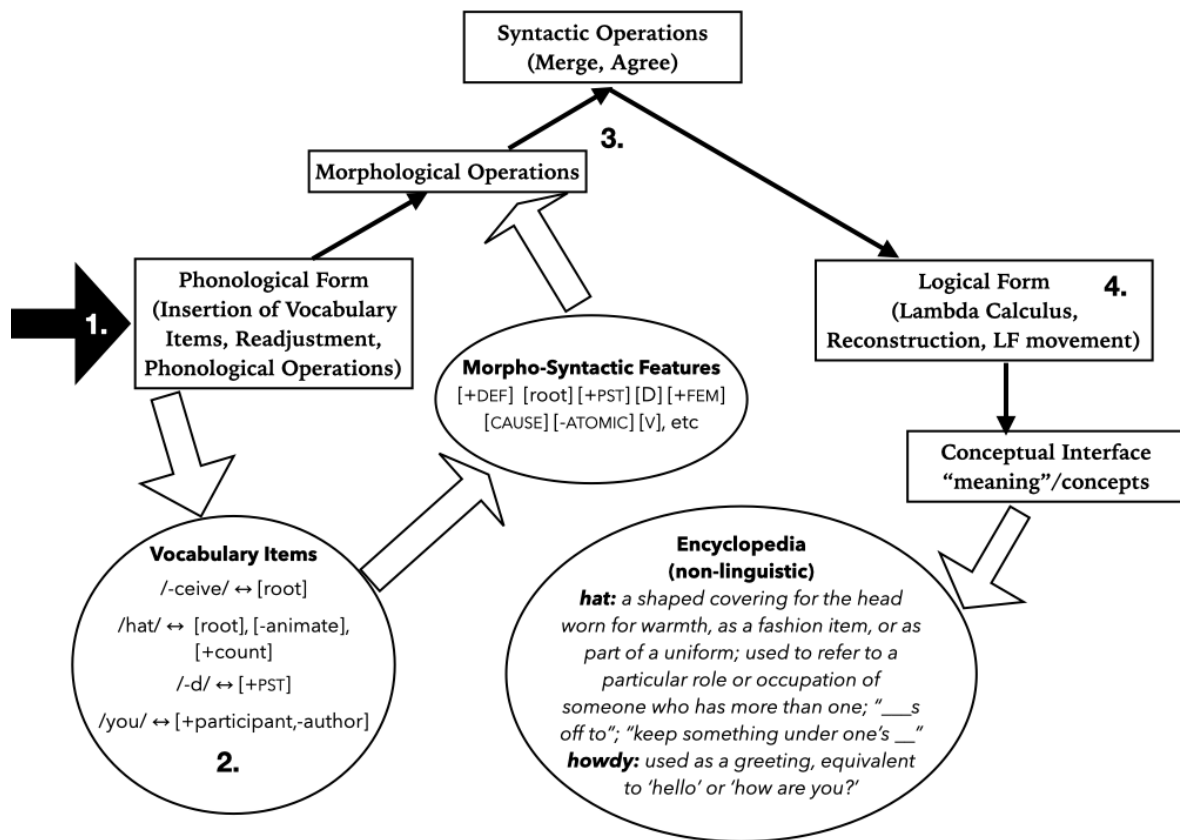 Syntactic Operations
(Merge, Agree)
3.
Morphological Operations
1.
Phonological Form
(Insertion of Vocabulary
Items, Readjustment,
Phonological Operations)
4.
Logical Form
(Lambda Calculus,
Reconstruction, LF movement)
Morpho-Syntactic Features
[+DEF] [root] [+PST] [D] [+FEM]
[CAUSE] [-ATOMIC] [V], etc
Conceptual Interface
“meaning”/concepts
Vocabulary Items
/-ceive/ ↔ [root]
/hat/ ↔ [root], [-animate],
[+count]
/-d/ ↔ [+PST]
/you/ ↔ [+participant,-author]
2.
Encyclopedia
(non-linguistic)
hat: a shaped covering for the head
worn for warmth, as a fashion item, or as
part of a uniform; used to refer to a
particular role or occupation of
someone who has more than one; “___s
off to”; “keep something under one’s __”
howdy: used as a greeting, equivalent
to ‘hello’ or ‘how are you?’